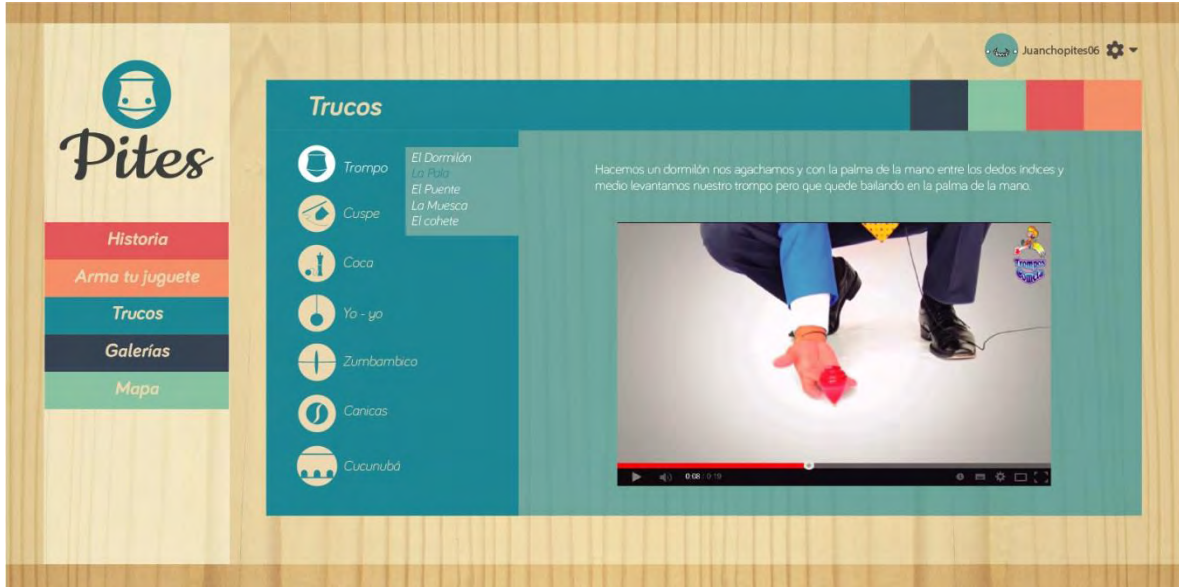 Juanchopites06
Pites
Historia
Arma tu juguete
Trucos
Galerías
Mapa
Trucos
Trompo
Cuspe
Coca
Yo - yo
Zumbambico
Canicas
Cucunubá
El Dormilón
La Pala
El Puente
La Muesca
El cohete
Hacemos un dormilón nos agachamos y con la palma de la mano entre los dedos índices y
medio levantamos nuestro trompo pero que quede bailando en la palma de la mano.
Trompos
0:08 / 0:19